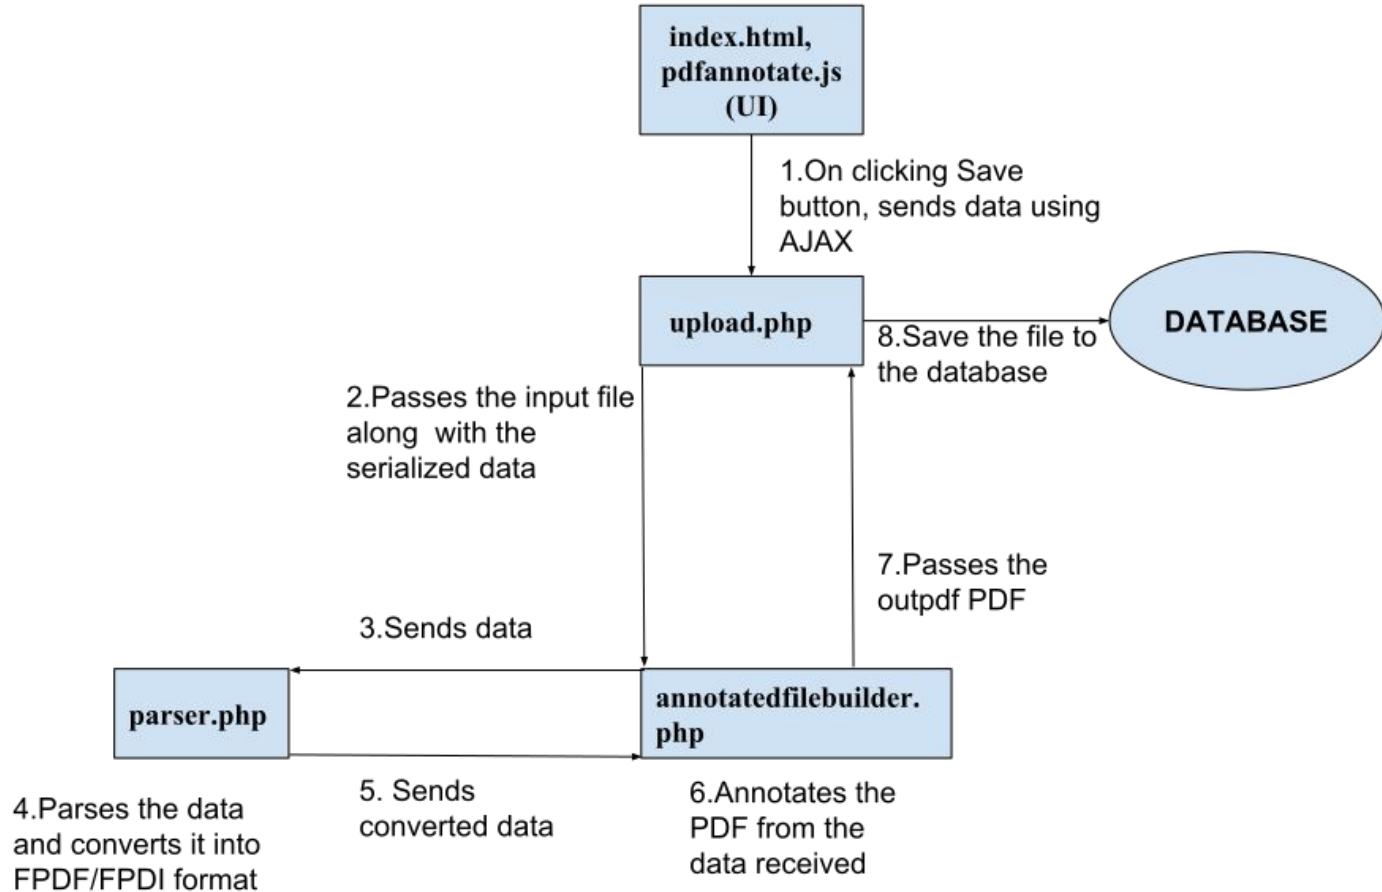 index.html,
pdfannotate.js
(UI)
1.On clicking Save
button, sends data using
AJAX
upload.php
DATABASE
8.Save the file to
the database
2.Passes the input file
along with the
serialized data
7.Passes the
outpdf PDF
3.Sends data
parser.php
annotatedfilebuilder.
php
4.Parses the data
and converts it into
FPDF/FPDI format
5. Sends
converted data
6.Annotates the
PDF from the
data received